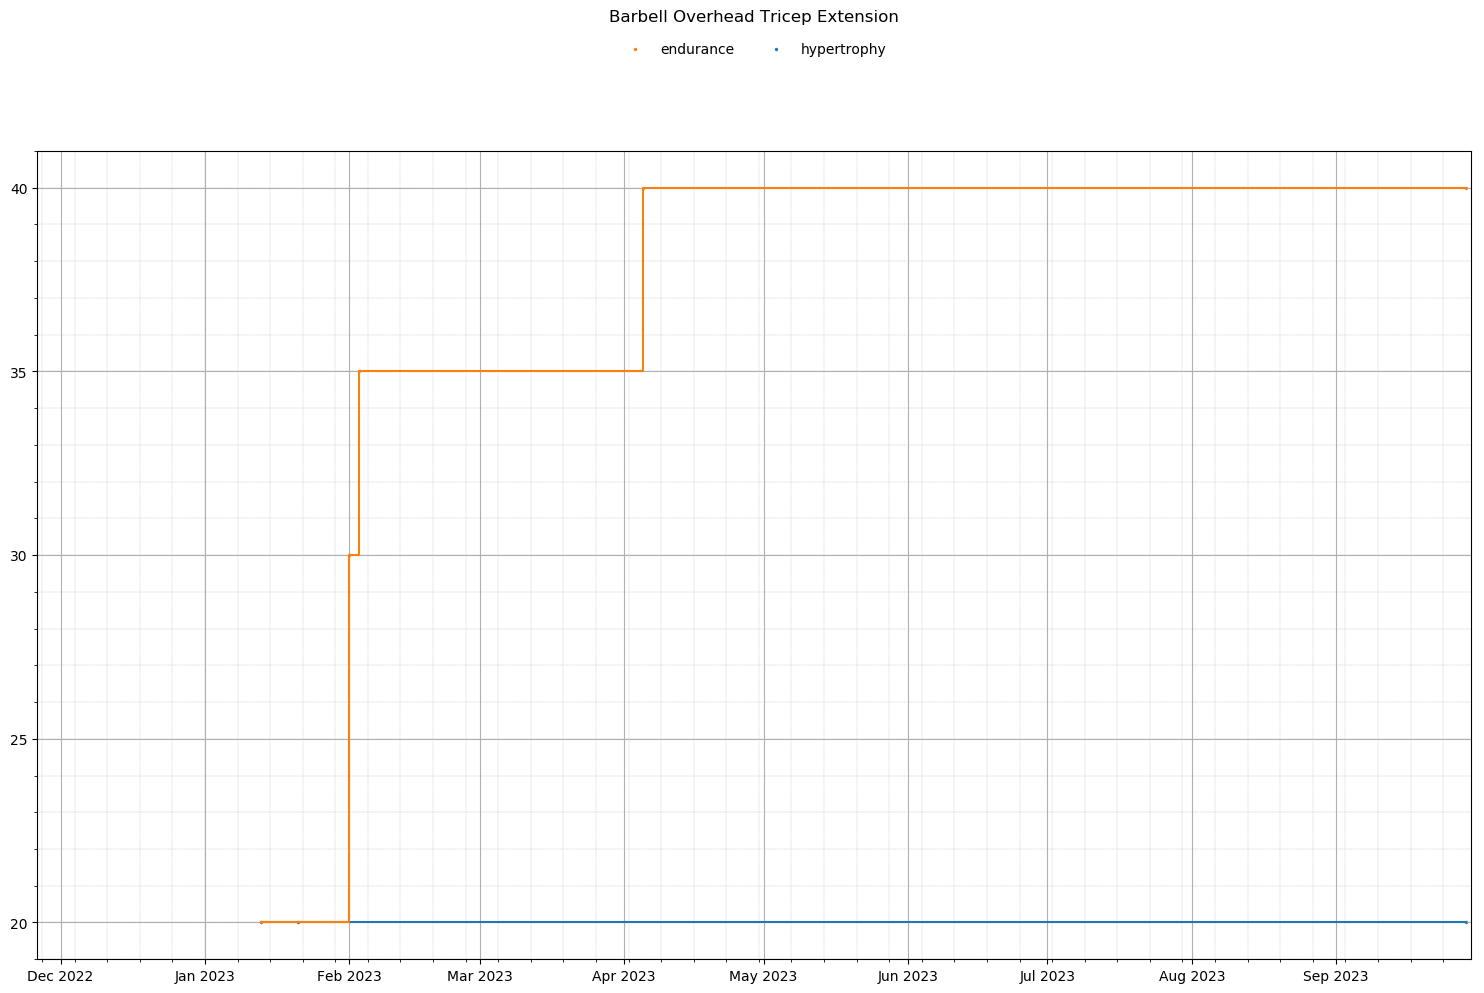 Barbell Overhead Tricep Extension
endurance hypertrophy
40
35
30
25
20
Dec 2022 Jan 2023 Feb 2023 Mar 2023 Apr 2023 May 2023 Jun 2023 Jul 2023 Aug 2023 Sep 2023